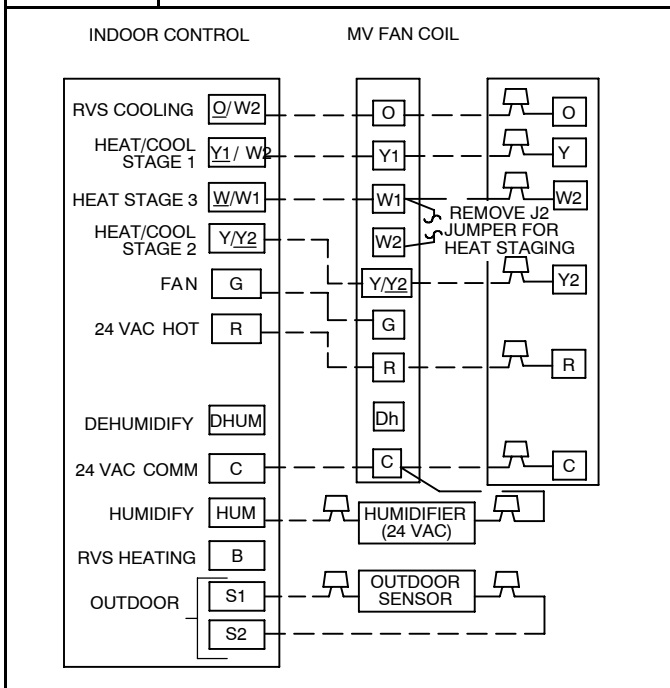 INDOOR CONTROL MV FAN COIL
RVS COOLING O/W2 O O
HEAT/COOL
STAGE 1 Y1/ W2 Y1 Y
HEAT STAGE 3 W/W1 W1 W2
REMOVE J2
JUMPER FOR
HEAT STAGING
HEAT/COOL
STAGE 2 Y/Y2 W2
Y/Y2 Y2
FAN G G
24 VAC HOT R R R
DEHUMIDIFY DHUM Dh
24 VAC COMM C C C
HUMIDIFY HUM HUMIDIFIER
(24 VAC)
RVS HEATING B
OUTDOOR S1 OUTDOOR
SENSOR
S2